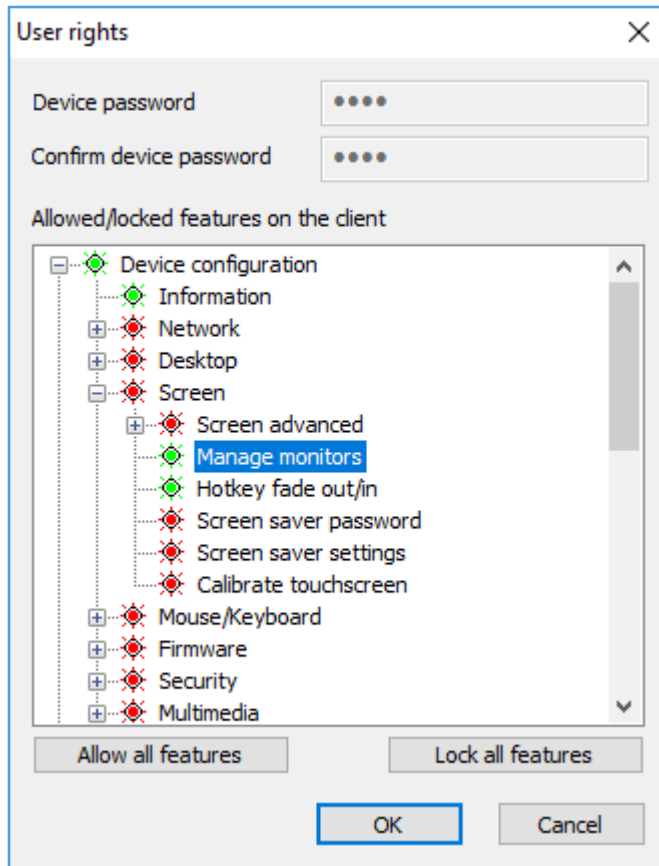 User rights
Device password ••••
Confirm device password ••••
Allowed/locked features on the client
Device configuration
Information
Network
Desktop
Screen
Screen advanced
Manage monitors
Hotkey fade out/in
Screen saver password
Screen saver settings
Calibrate touchscreen
Mouse/Keyboard
Firmware
Security
Multimedia
Allow all features Lock all features
OK Cancel